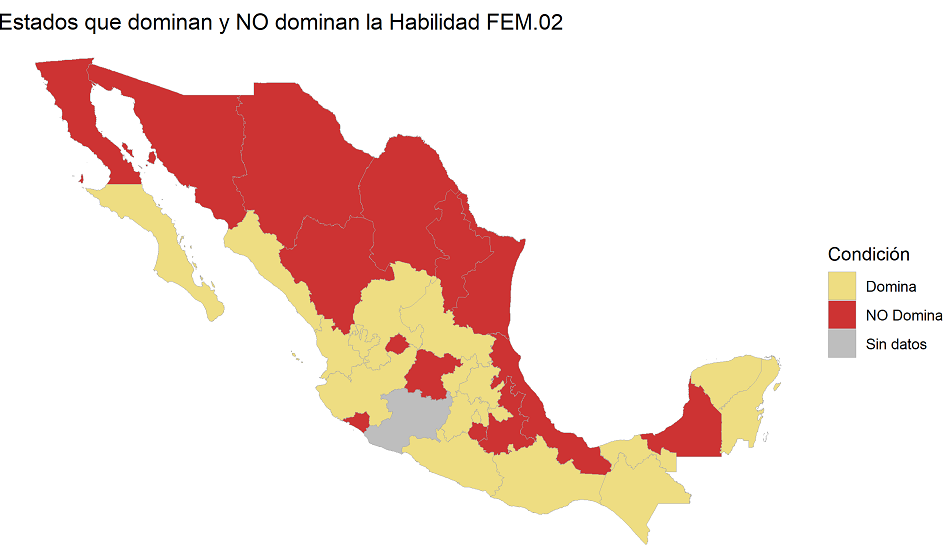 Estados que dominan y NO dominan la Habilidad FEM.02
Condición
Domina
NO Domina
Sin datos